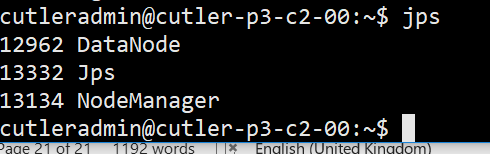 cutleradmin@cutler-p3-c2-00:~$ jps
12962 DataNode
13332 Jps
13134 NodeManager
cutleradmin@cutler-p3-c2-00:~$
Page 21 of 21 1192 words English (United Kingdom)